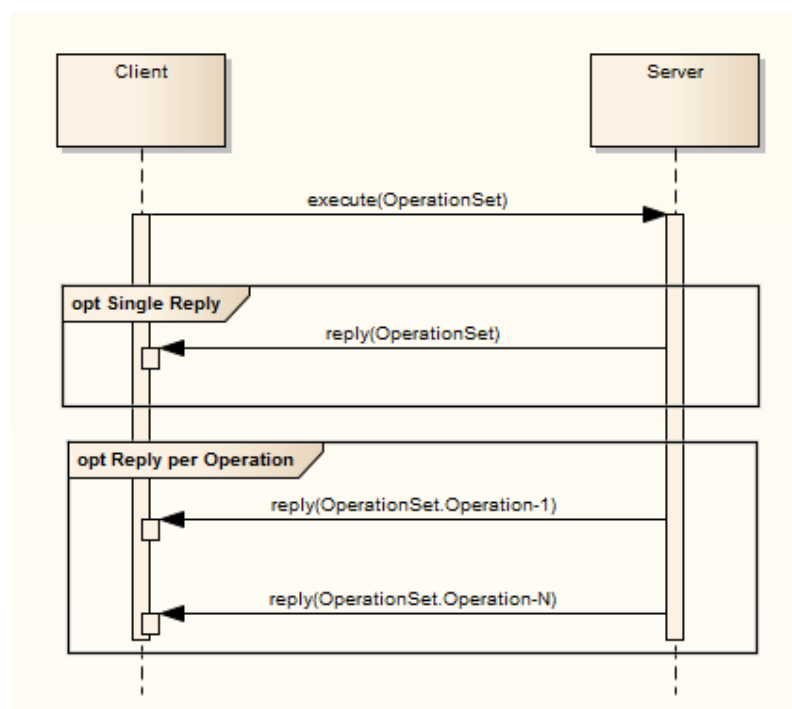 Client
Server
execute(OperationSet)
opt Single Reply
reply(OperationSet)
opt Reply per Operation
reply(OperationSet.Operation-1)
reply(OperationSet.Operation-N)